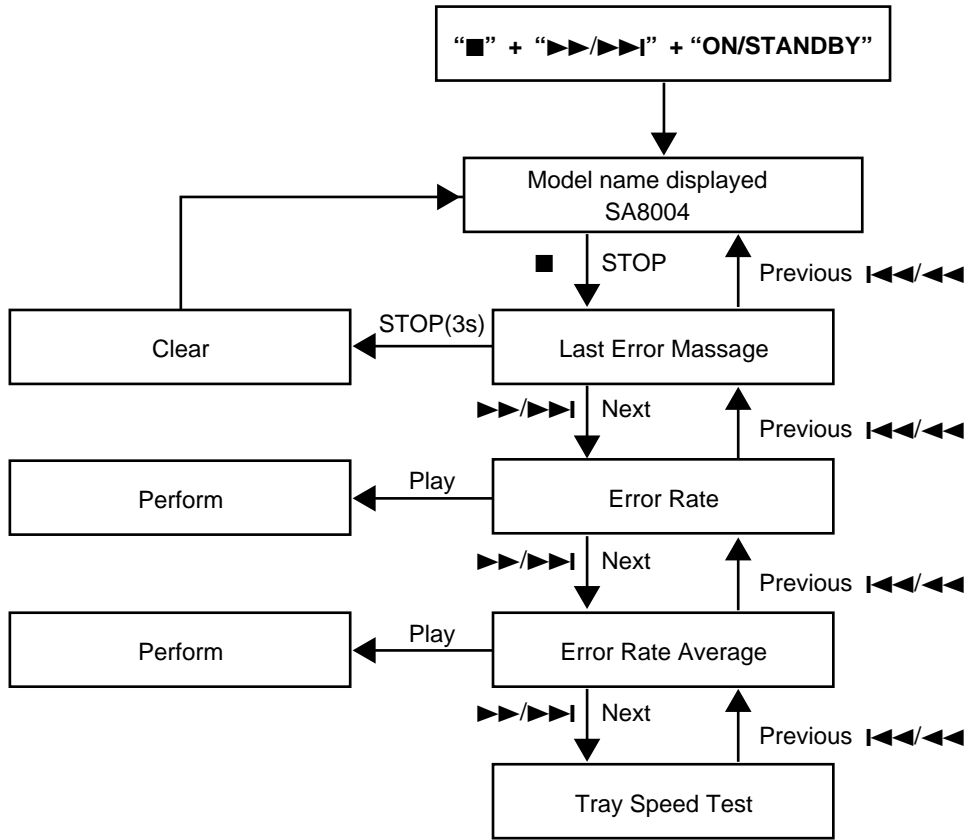 “■” + “►►/►►I” + “ON/STANDBY”
Model name displayed
SA8004
■ STOP
Previous I◄◄/◄◄
STOP(3s)
Clear
Last Error Massage
►►/►►I Next
Previous I◄◄/◄◄
Play
Perform
Error Rate
►►/►►I Next
Previous I◄◄/◄◄
Play
Perform
Error Rate Average
►►/►►I Next
Previous I◄◄/◄◄
Tray Speed Test